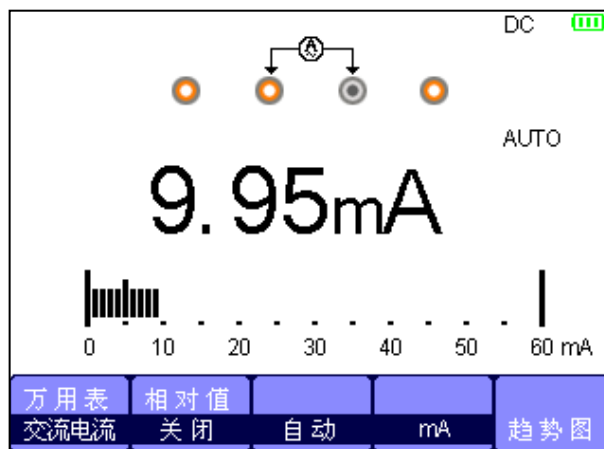 DC
A
AUTO
9.95mA
0 10 20 30 40 50 60 mA
万用表 相对值
交流电流 关闭 自动 mA 趋势图